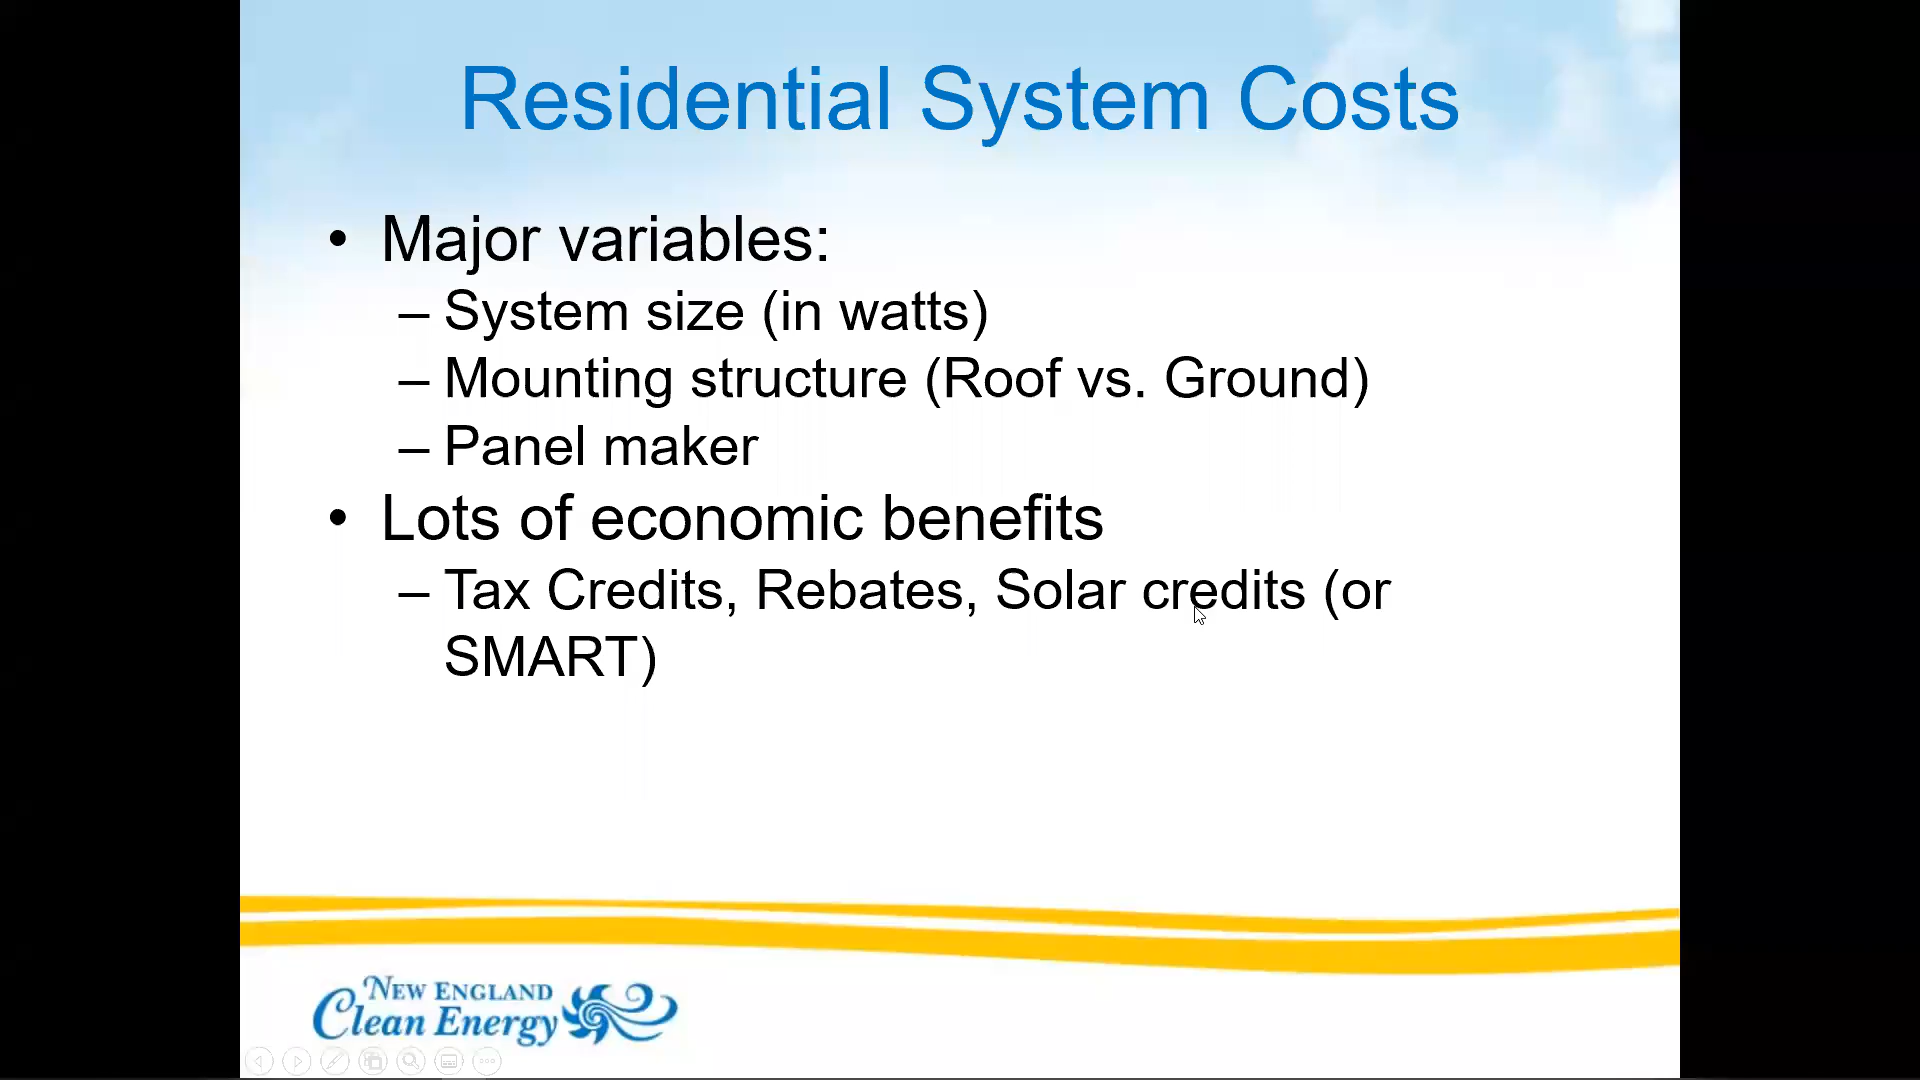 Residential System Costs
• Major variables:
– System size (in watts)
– Mounting structure (Roof vs. Ground)
– Panel maker
• Lots of economic benefits
– Tax Credits, Rebates, Solar credits (or
SMART)
NEW ENGLAND
Clean Energy